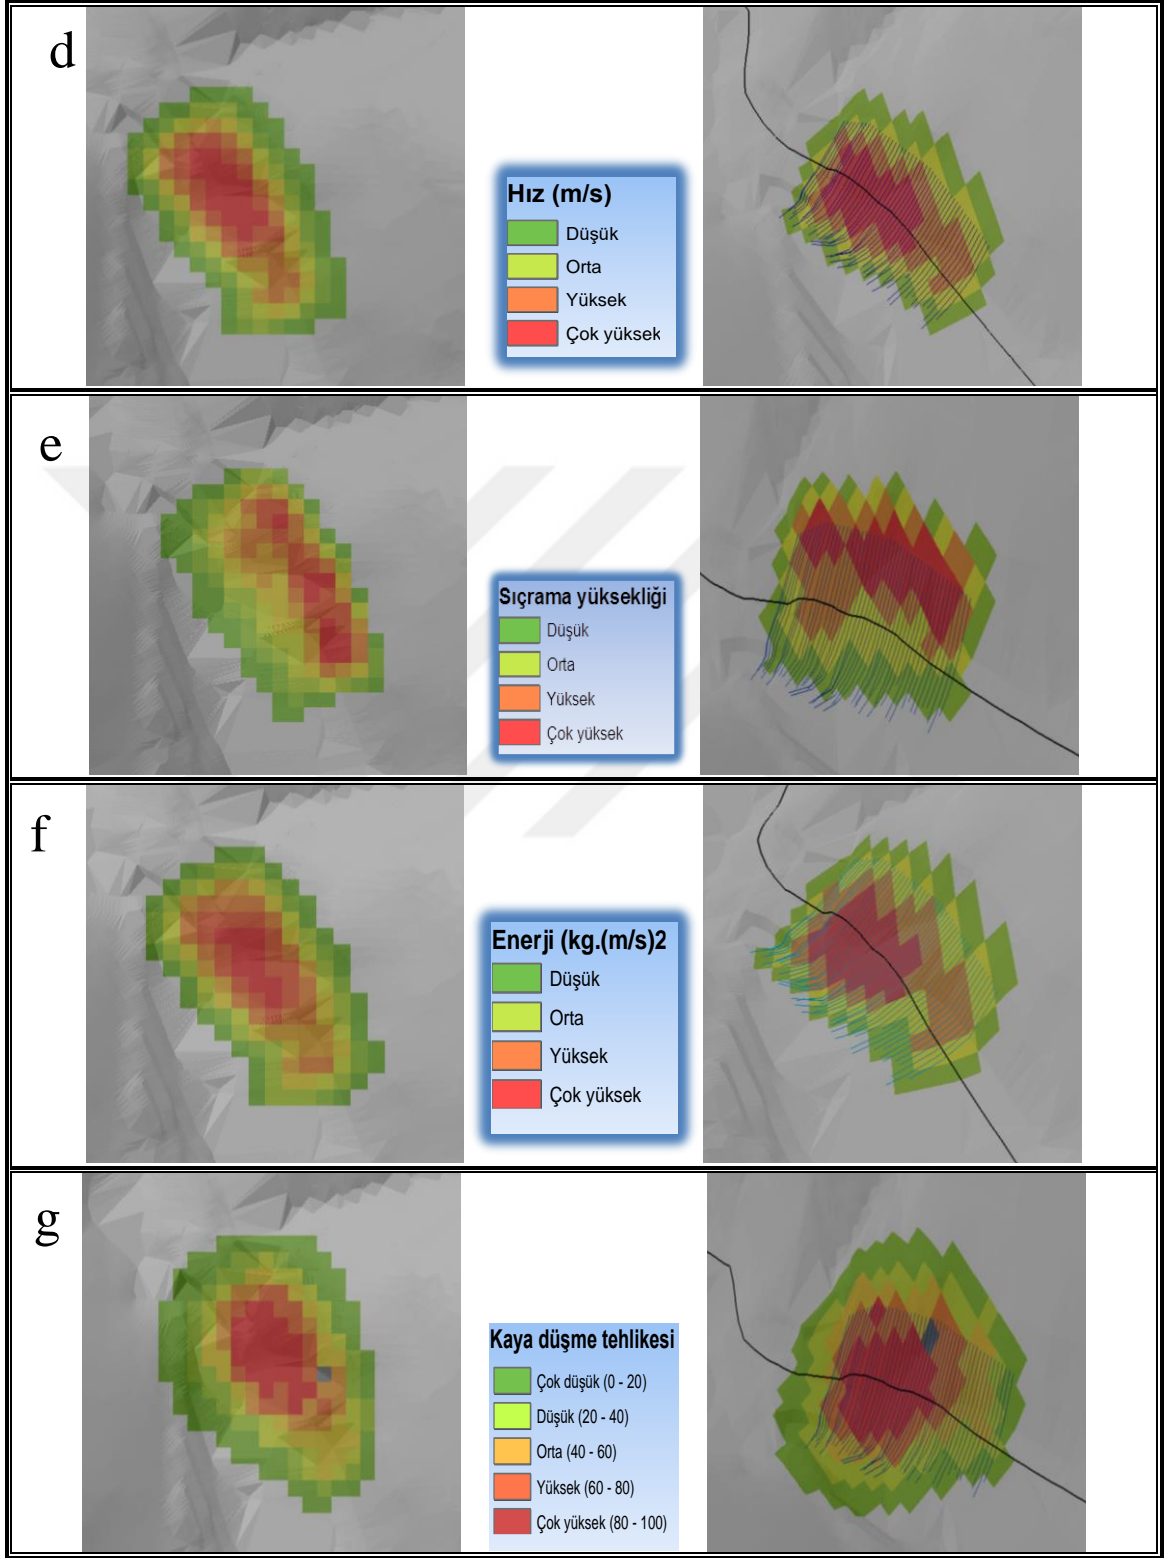 d
Hız (m/s)
Düşük
Orta
Yüksek
Çok yüksek
e
Sıçrama yüksekliği
Düşük
Orta
Yüksek
Çok yüksek
f
Enerji (kg.(m/s)2
Düşük
Orta
Yüksek
Çok yüksek
g
Kaya düşme tehlikesi
Çok düşük (0 - 20)
Düşük (20 - 40)
Orta (40 - 60)
Yüksek (60 - 80)
Çok yüksek (80 - 100)